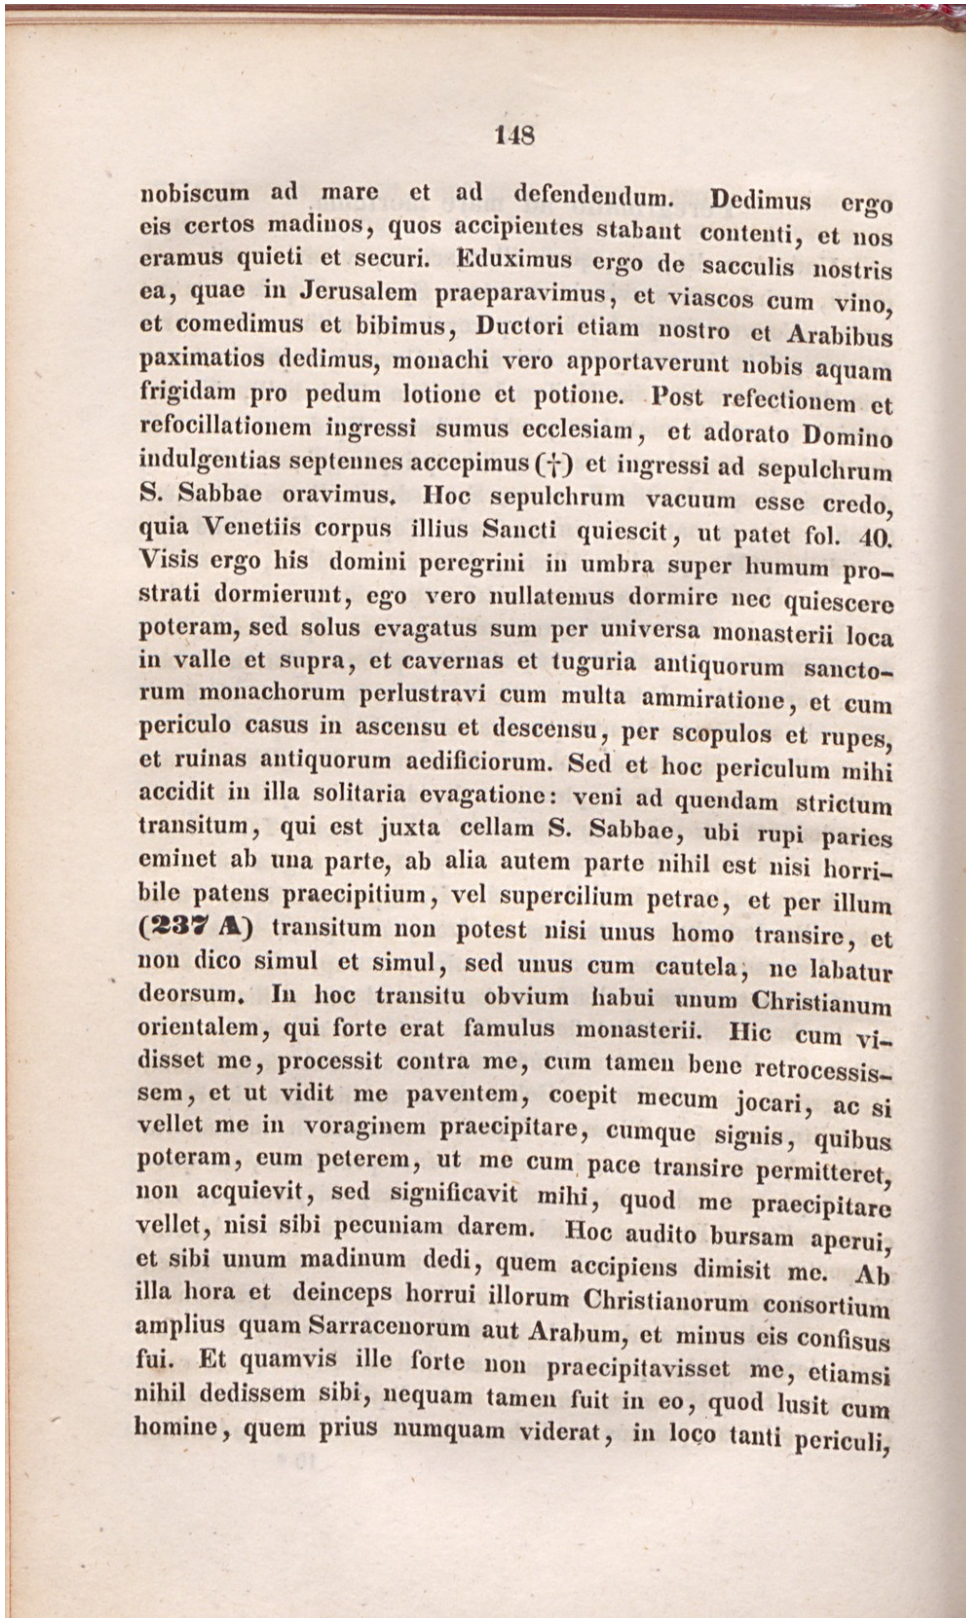 148
nobiscum ad mare et ad defendendum. Dedimus ergo
eis certos madinos, quos accipientes stabant contenti, et nos
eramus quieti et securi. Eduximus ergo de sacculis nostris
ea, quae in Jerusalem praeparavimus, et viascos cum vino,
et comedimus et bibimus, Ductori etiam nostro et Arabibus
paximatios dedimus, monachi vero apportaverunt nobis aquam
frigidam pro pedum lotione et potione. Post refectionem et
refocillationem ingressi sumus ecclesiam, et adorato Domino
indulgentias septennes accepimus (†) et ingressi ad sepulchrum
S. Sabbae oravimus. Hoc sepulchrum vacuum esse credo,
quia Venetiis corpus illius Sancti quiescit, ut patet fol. 40.
Visis ergo his domini peregrini in umbra super humum pro-
strati dormierunt, ego vero nullatemus dormire nec quiescere
poteram, sed solus evagatus sum per universa monasterii loca
in valle et supra, et cavernas et tuguria antiquorum sancto-
rum monachorum perlustravi cum multa ammiratione, et cum
periculo casus in ascensu et descensu, per scopulos et rupes,
et ruinas antiquorum aedificiorum. Sed et hoc periculum mihi
accidit in illa solitaria evagatione: veni ad quendam strictum
transitum, qui est juxta cellam S. Sabbae, ubi rupi paries
eminet ab una parte, ab alia autem parte nihil est nisi horri-
bile patens praecipitium, vel supercilium petrae, et per illum
(237 A) transitum non potest nisi unus homo transire, et
non dico simul et simul, sed unus cum cautela, ne labatur
deorsum. In hoc transitu obvium habui unum Christianum
orientalem, qui forte erat famulus monasterii. Hic cum vi-
disset me, processit contra me, cum tamen bene retrocessis-
sem, et ut vidit me paventem, coepit mecum jocari, ac si
vellet me in voraginem praecipitare, cumque signis, quibus
poteram, eum peterem, ut me cum pace transire permitteret,
non acquievit, sed significavit mihi, quod me praecipitare
vellet, nisi sibi pecuniam darem. Hoc audito bursam aperui,
et sibi unum madinum dedi, quem accipiens dimisit me. Ab
illa hora et deinceps horrui illorum Christianorum consortium
amplius quam Sarracenorum aut Arabum, et minus eis confisus
fui. Et quamvis ille forte non praecipitavisset me, etiamsi
nihil dedissem sibi, nequam tamen fuit in eo, quod lusit cum
homine, quem prius numquam viderat, in loco tanti periculi,